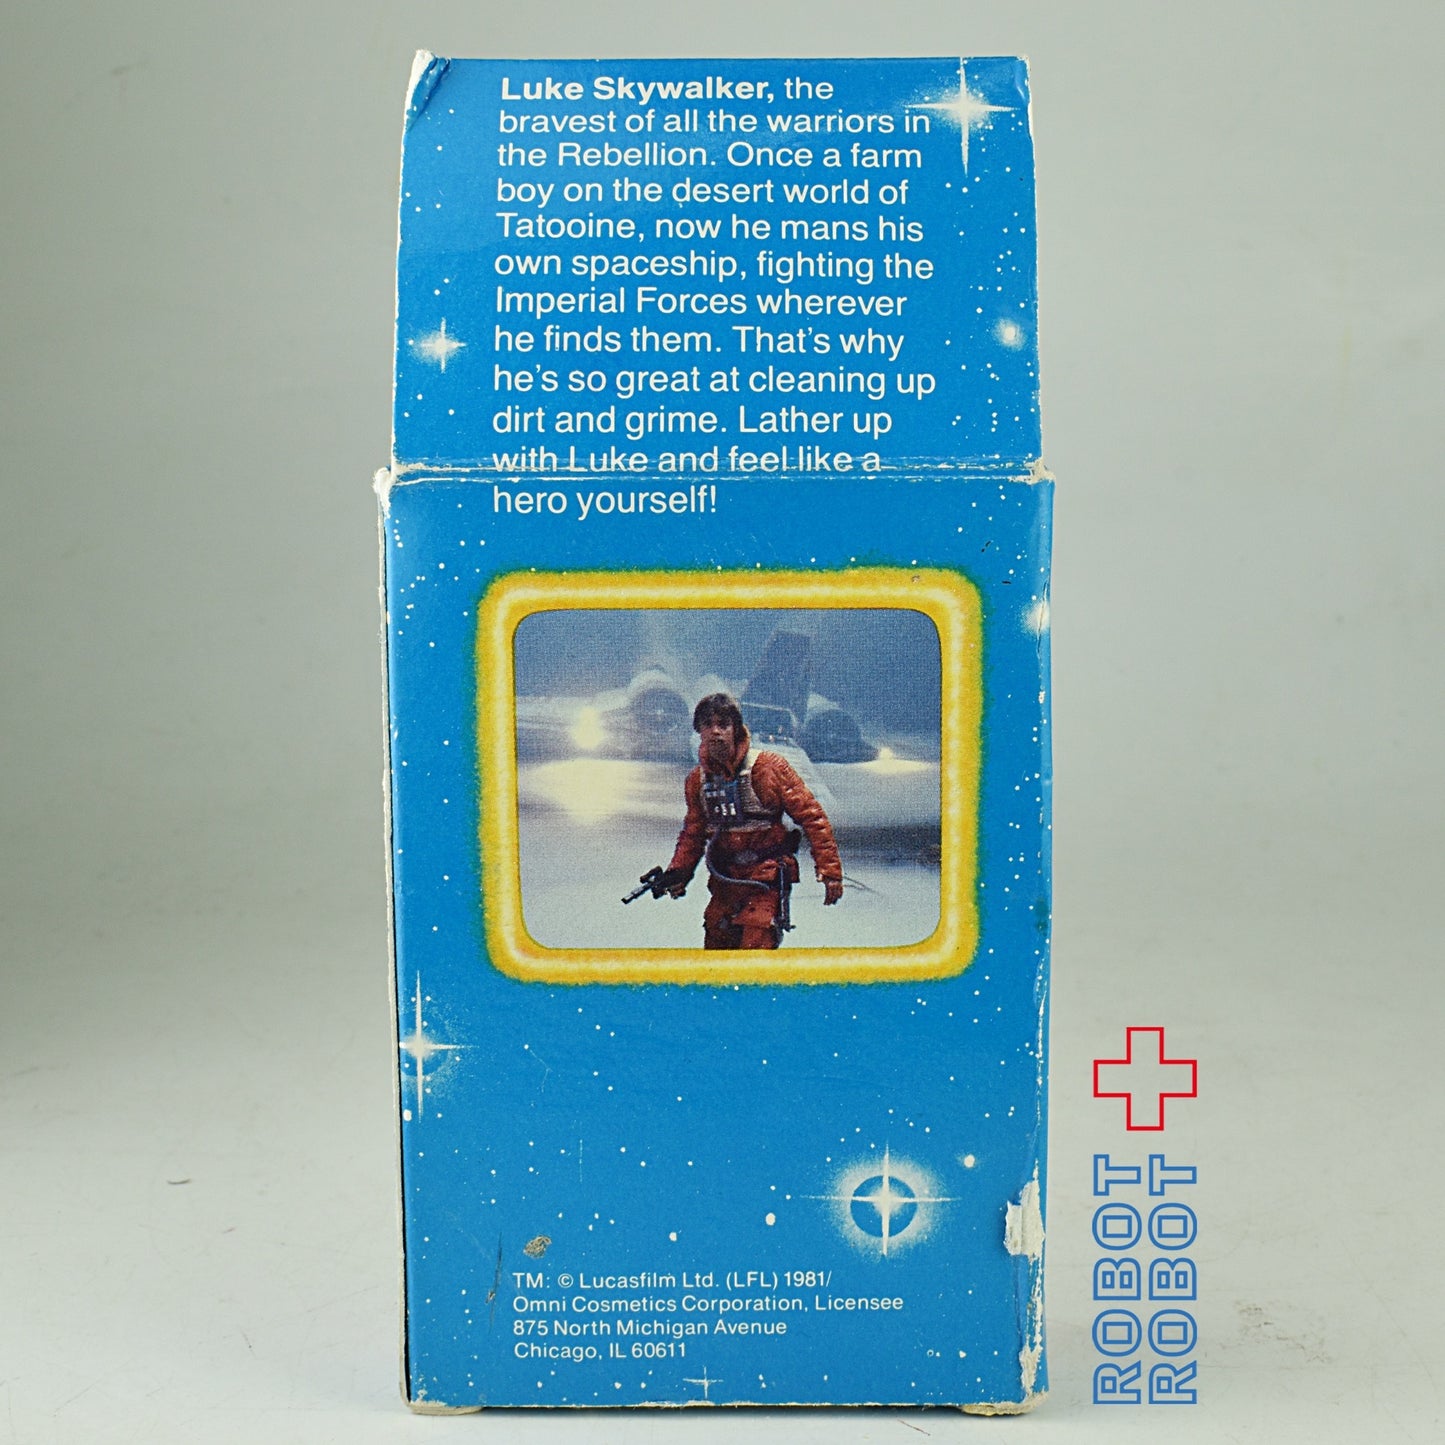 Luke Skywalker, the
bravest of all the warriors in
the Rebellion. Once a farm
boy on the desert world of
Tatooine, now he mans his
own spaceship, fighting the
Imperial Forces wherever
he finds them. That's why
he's so great at cleaning up
dirt and grime. Lather up
with Luke and feel like a
hero yourself!
TM: © Lucasfilm Ltd. (LFL) 1981/
Omni Cosmetics Corporation, Licensee
875 North Michigan Avenue
Chicago, IL 60611
ROBOT
ROBOT